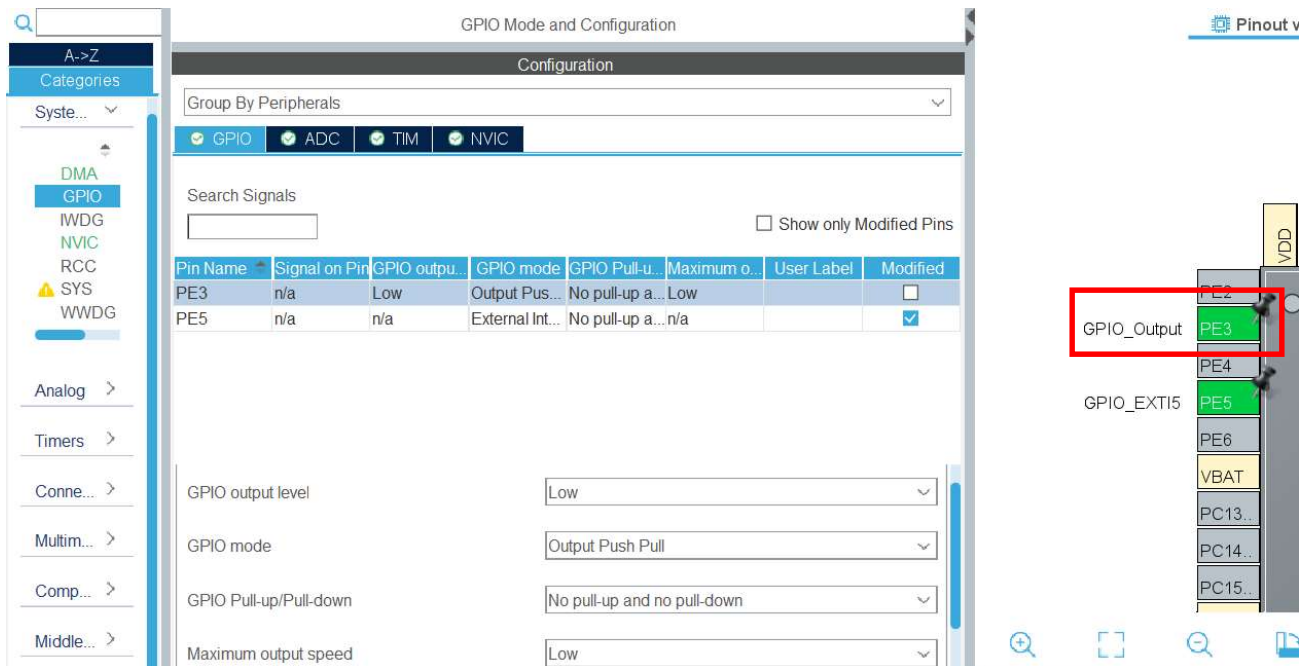 GPIO Mode and Configuration
Pinout v
A->Z
Categories
Syste...
DMA
GPIO
IWDG
NVIC
RCC
SYS
WWDG
Analog
Timers
Conne...
Multim...
Comp...
Middle...
Configuration
Group By Peripherals
GPIO ADC TIM NVIC
Search Signals
Show only Modified Pins
Pin Name Signal on Pin GPIO outpu... GPIO mode GPIO Pull-u... Maximum o... User Label Modified
PE3 n/a Low Output Pus... No pull-up a... Low
PE5 n/a n/a External Int... No pull-up a... n/a
GPIO output level Low
GPIO mode Output Push Pull
GPIO Pull-up/Pull-down No pull-up and no pull-down
Maximum output speed Low
VDD
PE2
GPIO_Output PE3
PE4
GPIO_EXTI5 PE5
PE6
VBAT
PC13..
PC14..
PC15..